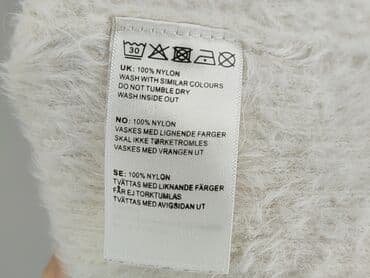 30
UK: 100% NYLON
WASH WITH SIMILAR COLOURS
DO NOT TUMBLE DRY
WASH INSIDE OUT
NO: 100% NYLON
VASKES MED LIGNENDE FARGER
SKAL IKKE TØRKETROMLES
VASKES MED VRANGEN UT
SE: 100% NYLON
TVÄTTAS MED LIKNANDE FÄRGER
FÅR EJ TORKTUMLAS
TVÄTTAS MED AVIGSIDAN UT